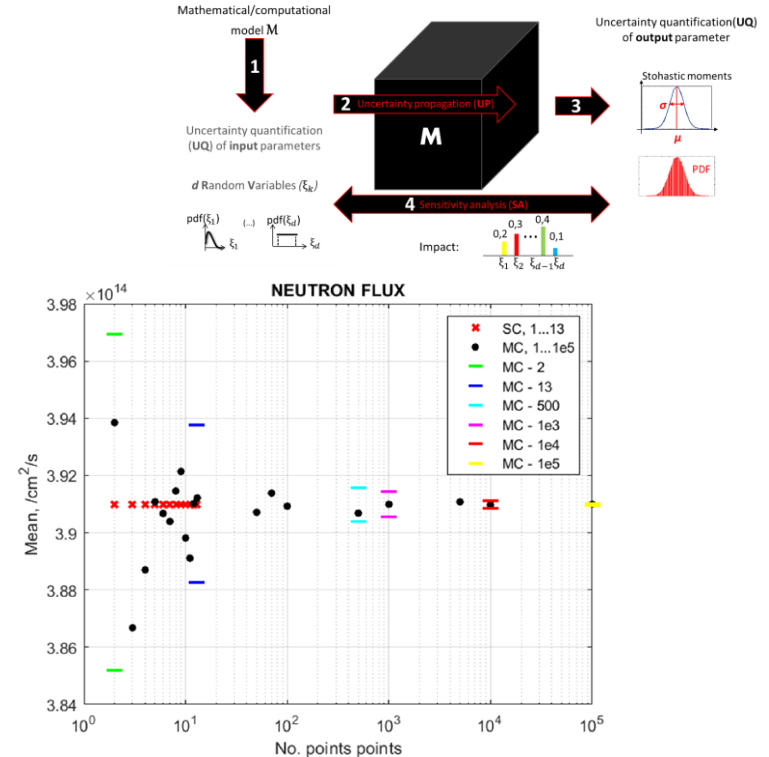 Mathematical/computational
model M
1
Uncertainty quantification
(UQ) of input parameters
d Random Variables (ξk)
pdf(ξ1)
(...)
pdf(ξd)
ξ1
ξd
2 Uncertainty propagation (UP)
M
3
4 Sensitivity analysis (SA)
Impact:
0,2
0,3
...
0,4
0,1
ξ1 ξ2 ξd−1 ξd
Uncertainty quantification(UQ)
of output parameter
Stohastic moments
σ
μ
PDF
NEUTRON FLUX
×10^14
3.98
3.96
3.94
3.92
3.9
3.88
3.86
3.84
Mean, /cm^2/s
10^0 10^1 10^2 10^3 10^4 10^5
No. points points
SC, 1...13
MC, 1...1e5
MC - 2
MC - 13
MC - 500
MC - 1e3
MC - 1e4
MC - 1e5